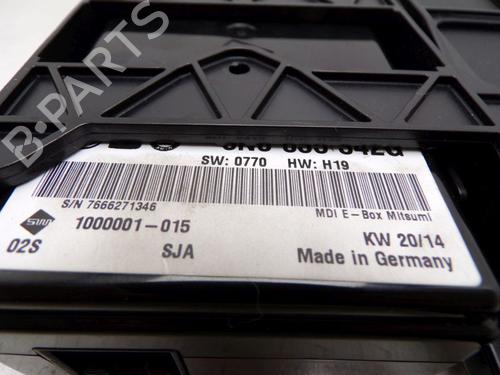 B-PARTS
SW: 0770 HW: H19
S/N 7666271346
MDI E-Box Mitsumi
1000001-015
02S
SJA
KW 20/14
Made in Germany